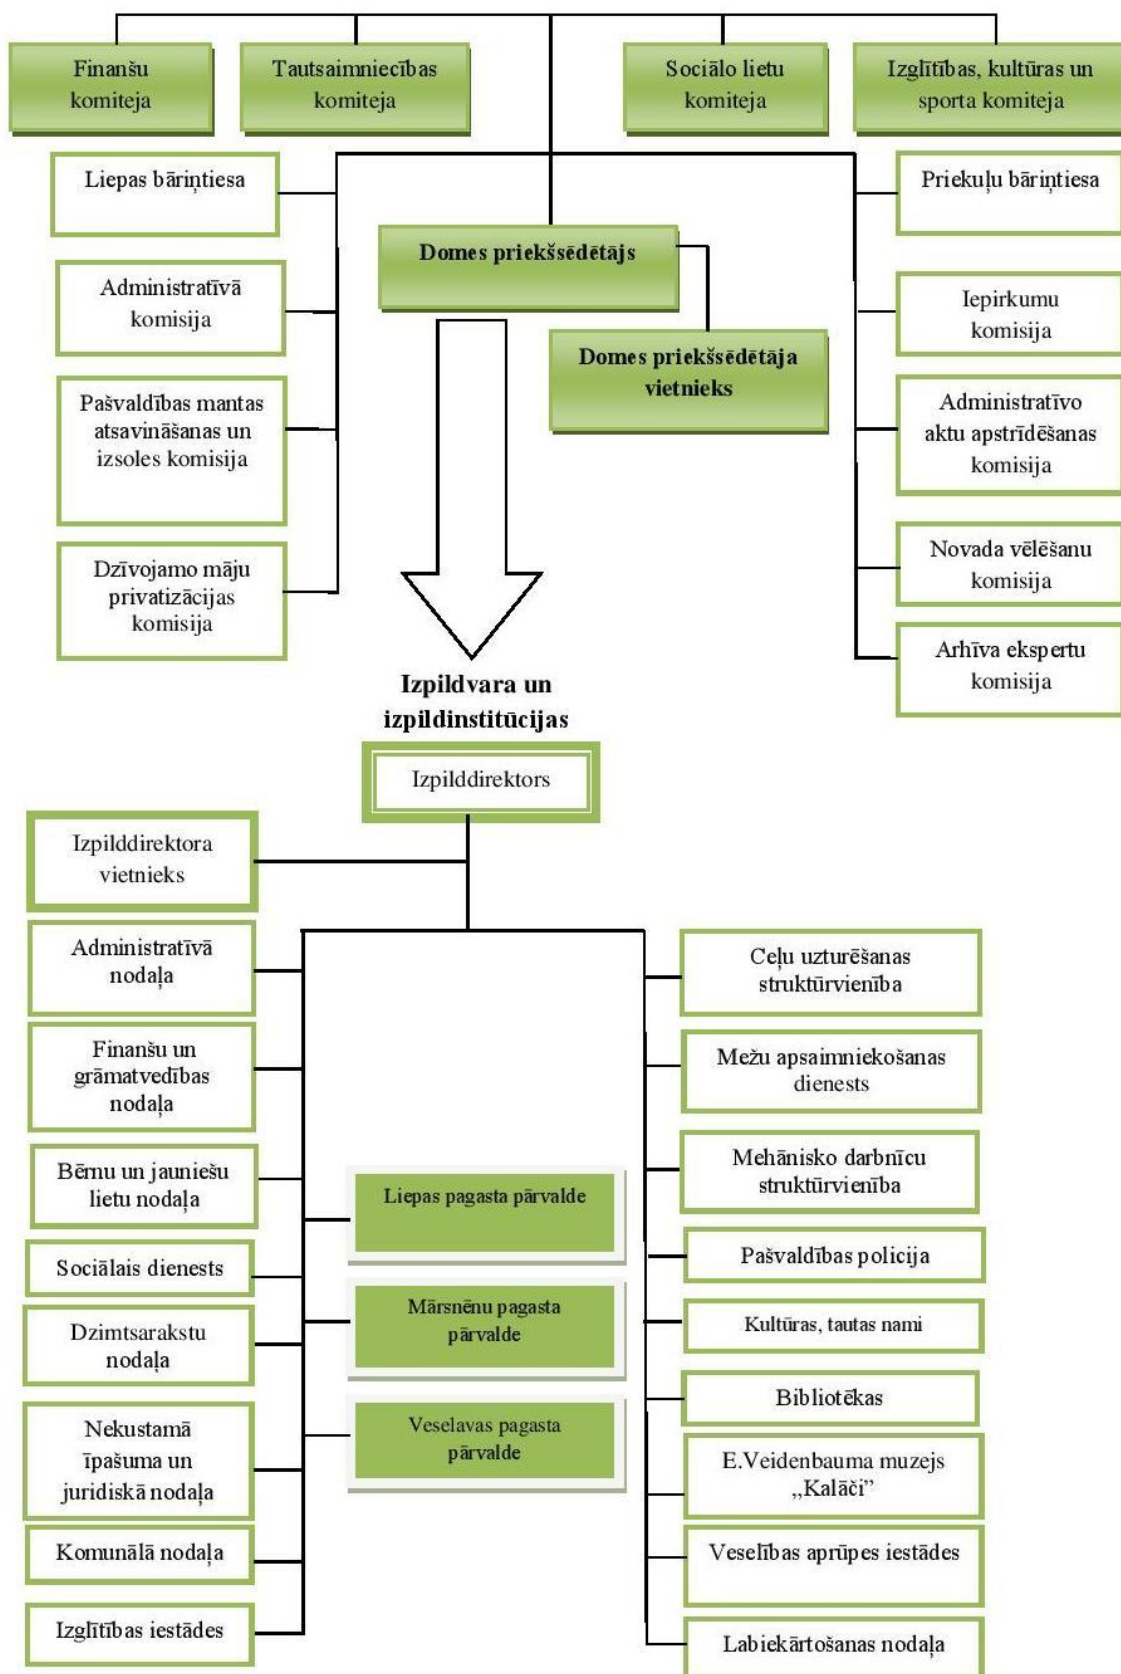 Finanšu
komiteja
Tautsaimniecības
komiteja
Sociālo lietu
komiteja
Izglītības, kultūras un
sporta komiteja
Liepas bāriņtiesa
Priekuļu bāriņtiesa
Domes priekšsēdētājs
Administratīvā
komisija
Iepirkumu
komisija
Domes priekšsēdētāja
vietnieks
Pašvaldības mantas
atsavināšanas un
izsoles komisija
Administratīvo
aktu apstrīdēšanas
komisija
Dzīvojamo māju
privatizācijas
komisija
Novada vēlēšanu
komisija
Arhīva ekspertu
komisija
Izpildvara un
izpildinstitūcijas
Izpilddirektors
Izpilddirektora
vietnieks
Administratīvā
nodaļa
Finanšu un
grāmatvedības
nodaļa
Bērnu un jauniešu
lietu nodaļa
Sociālais dienests
Dzimtsarakstu
nodaļa
Nekustamā
īpašuma un
juridiskā nodaļa
Komunālā nodaļa
Izglītības iestādes
Liepas pagasta pārvalde
Mārsnēnu pagasta
pārvalde
Veselavas pagasta
pārvalde
Ceļu uzturēšanas
struktūrvienība
Mežu apsaimniekošanas
dienests
Mehānisko darbnīcu
struktūrvienība
Pašvaldības policija
Kultūras, tautas nami
Bibliotēkas
E.Veidenbauma muzejs
„Kalāči”
Veselības aprūpes iestādes
Labiekārtošanas nodaļa